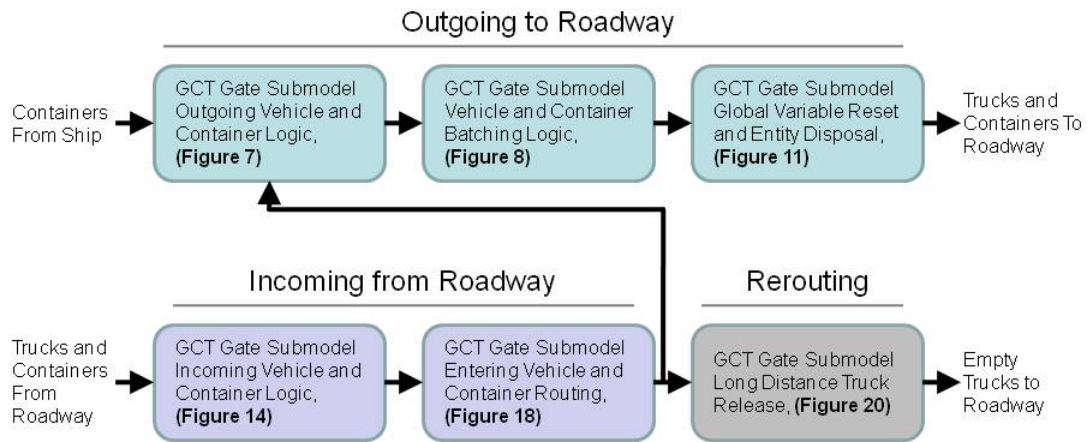 Outgoing to Roadway
Containers
From Ship
GCT Gate Submodel
Outgoing Vehicle and
Container Logic,
(Figure 7)
GCT Gate Submodel
Vehicle and Container
Batching Logic,
(Figure 8)
GCT Gate Submodel
Global Variable Reset
and Entity Disposal,
(Figure 11)
Trucks and
Containers To
Roadway
Incoming from Roadway
Rerouting
Trucks and
Containers
From
Roadway
GCT Gate Submodel
Incoming Vehicle and
Container Logic,
(Figure 14)
GCT Gate Submodel
Entering Vehicle and
Container Routing,
(Figure 18)
GCT Gate Submodel
Long Distance Truck
Release, (Figure 20)
Empty
Trucks to
Roadway